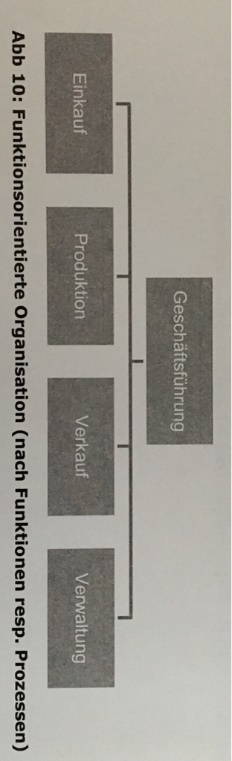 Geschäftsführung
Einkauf
Produktion
Verkauf
Verwaltung
Abb 10: Funktionsorientierte Organisation (nach Funktionen resp. Prozessen)